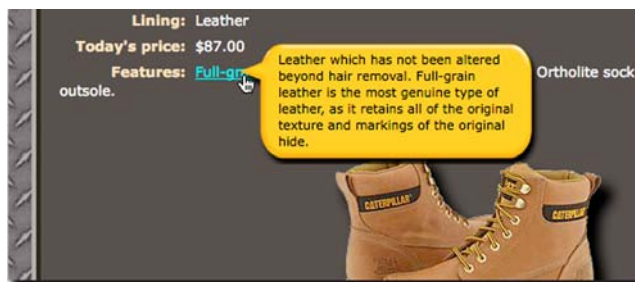 Lining: Leather
Today's price: $87.00
Features: Full-gr Ortholite sock
outsole.
Leather which has not been altered
beyond hair removal. Full-grain
leather is the most genuine type of
leather, as it retains all of the original
texture and markings of the original
hide.
CATERPILLAR
CATERPILLAR